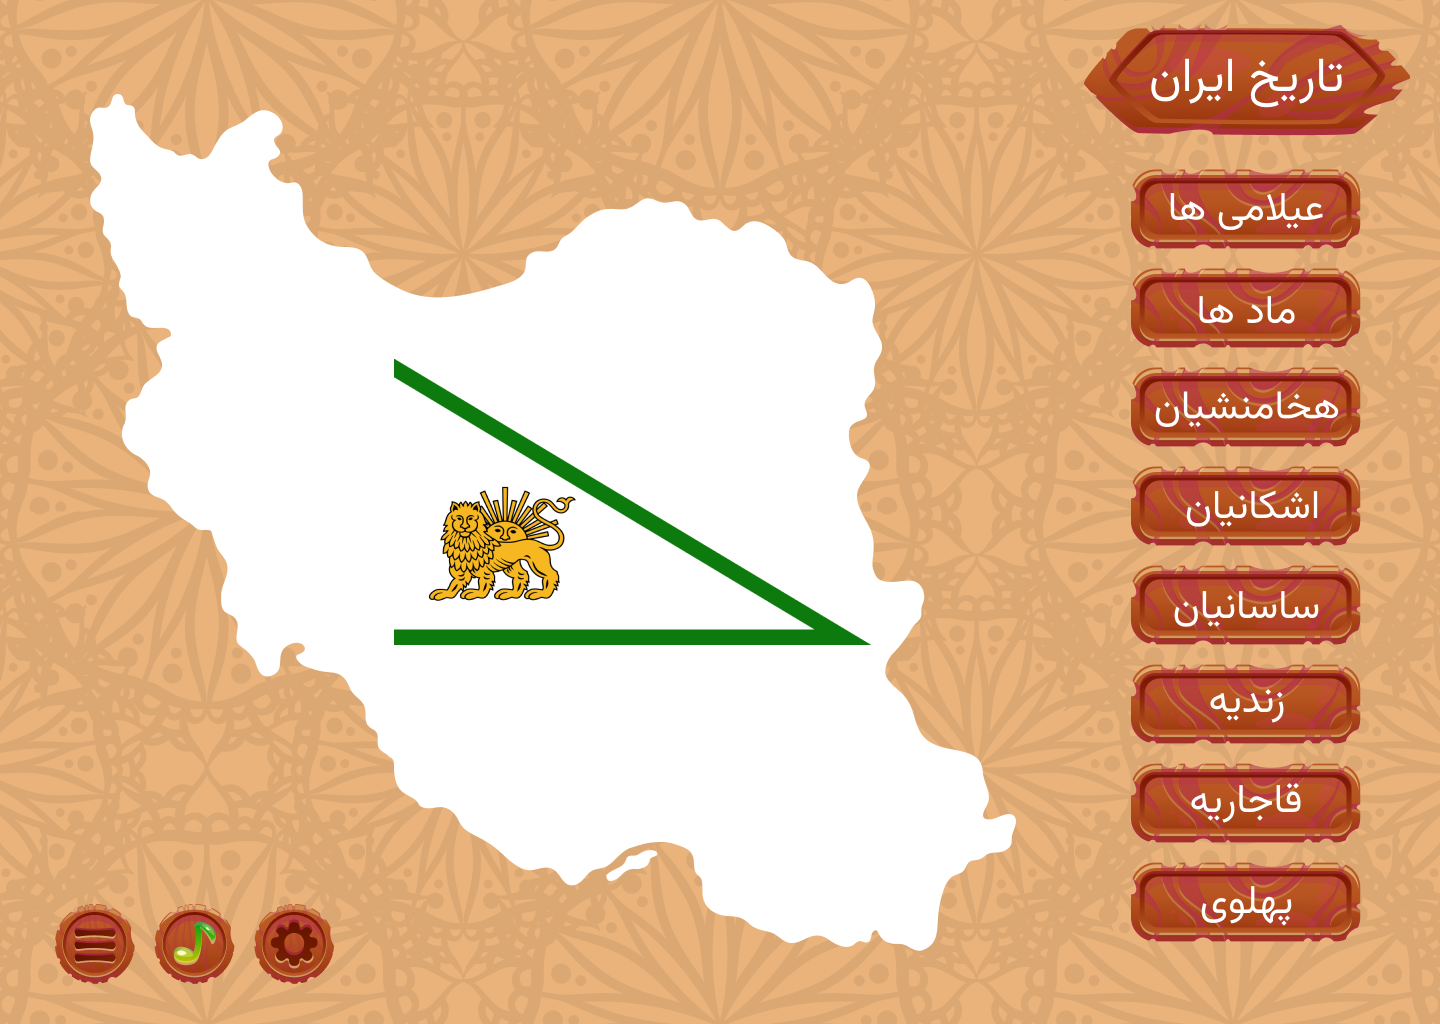 تاریخ ایران
عیلامی ها
ماد ها
هخامنشیان
اشکانیان
ساسانیان
زندیه
قاجاریه
پهلوی